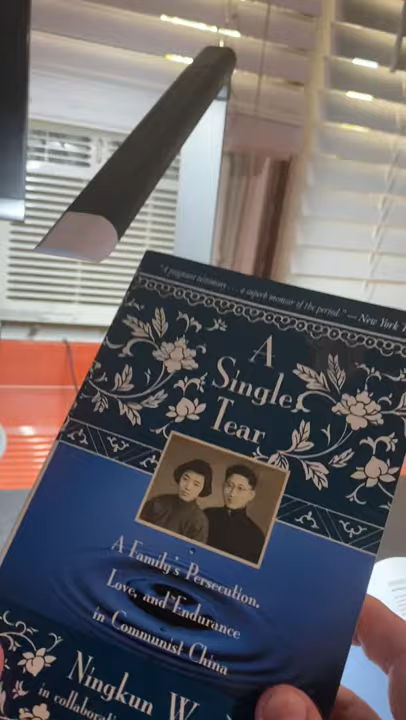 "A poignant testimony . . . a superb memoir of the period." — New York T
A
Single
Tear
A Family's Persecution,
Love, and Endurance
in Communist China
Ningkun W
in collaborati